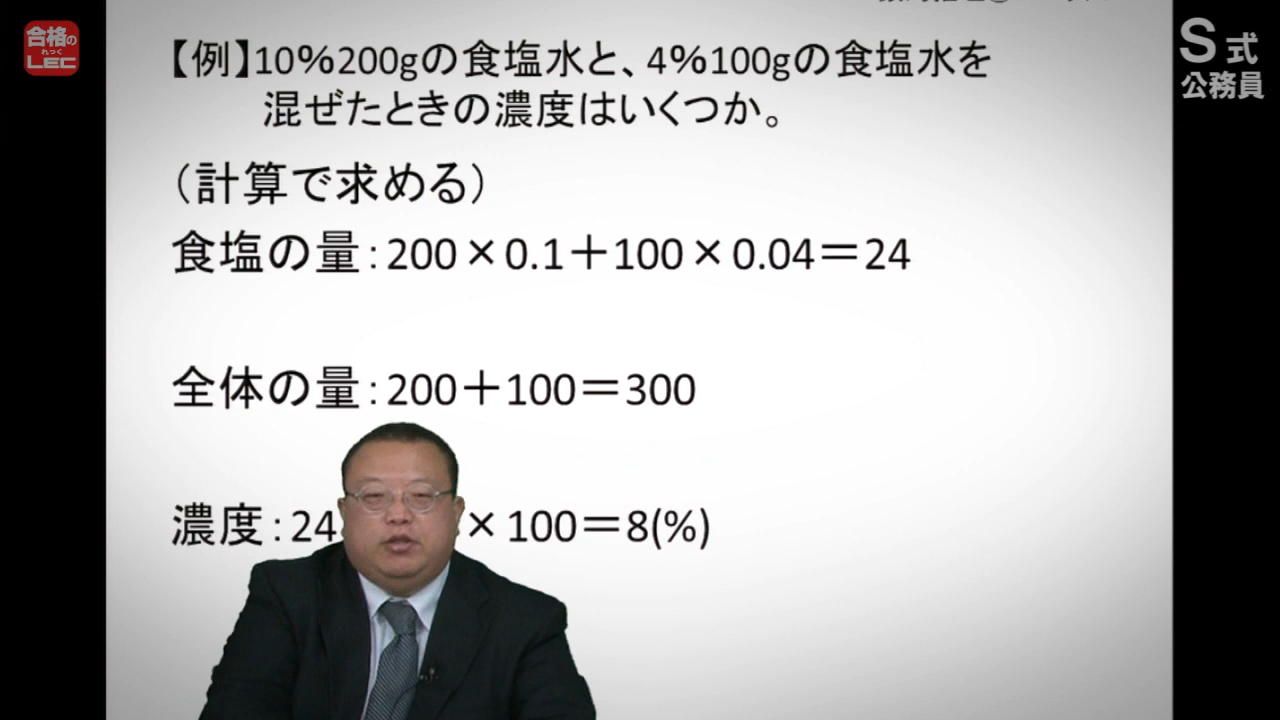 合格の
れっく
LEC
S式
公務員
【例】10%200gの食塩水と、4%100gの食塩水を
混ぜたときの濃度はいくつか。
(計算で求める)
食塩の量:200×0.1+100×0.04=24
全体の量:200+100=300
濃度:24 ×100=8(%)